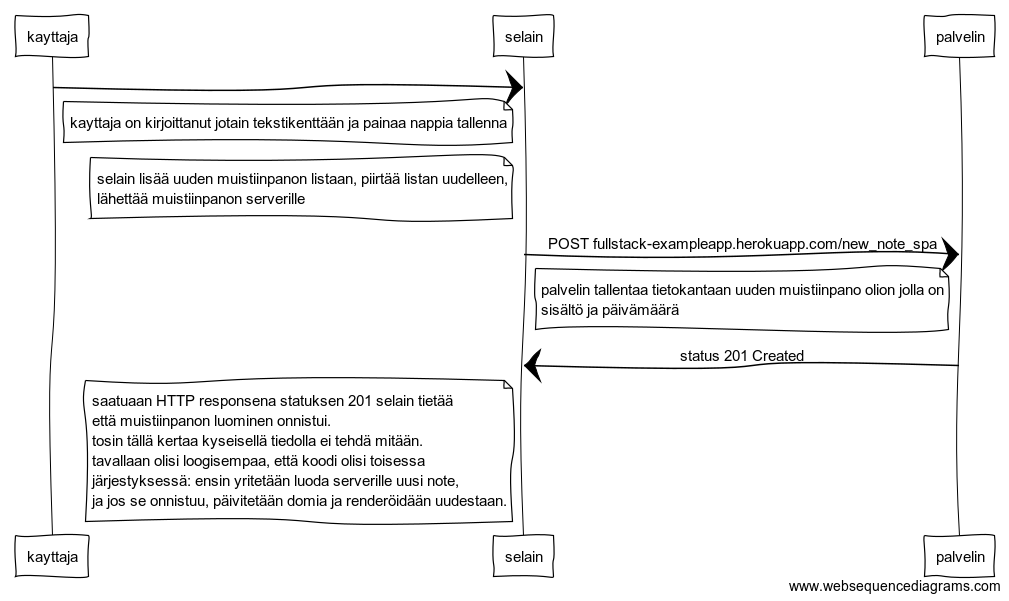 kayttaja
selain
palvelin
kayttaja on kirjoittanut jotain tekstikenttään ja painaa nappia tallenna
selain lisää uuden muistiinpanon listaan, piirtää listan uudelleen,
lähettää muistiinpanon serverille
POST fullstack-exampleapp.herokuapp.com/new_note_spa
palvelin tallentaa tietokantaan uuden muistiinpano olion jolla on
sisältö ja päivämäärä
status 201 Created
saatuaan HTTP responsena statuksen 201 selain tietää
että muistiinpanon luominen onnistui.
tosin tällä kertaa kyseisellä tiedolla ei tehdä mitään.
tavallaan olisi loogisempaa, että koodi olisi toisessa
järjestyksessä: ensin yritetään luoda serverille uusi note,
ja jos se onnistuu, päivitetään domia ja renderöidään uudestaan.
kayttaja
selain
palvelin
www.websequencediagrams.com